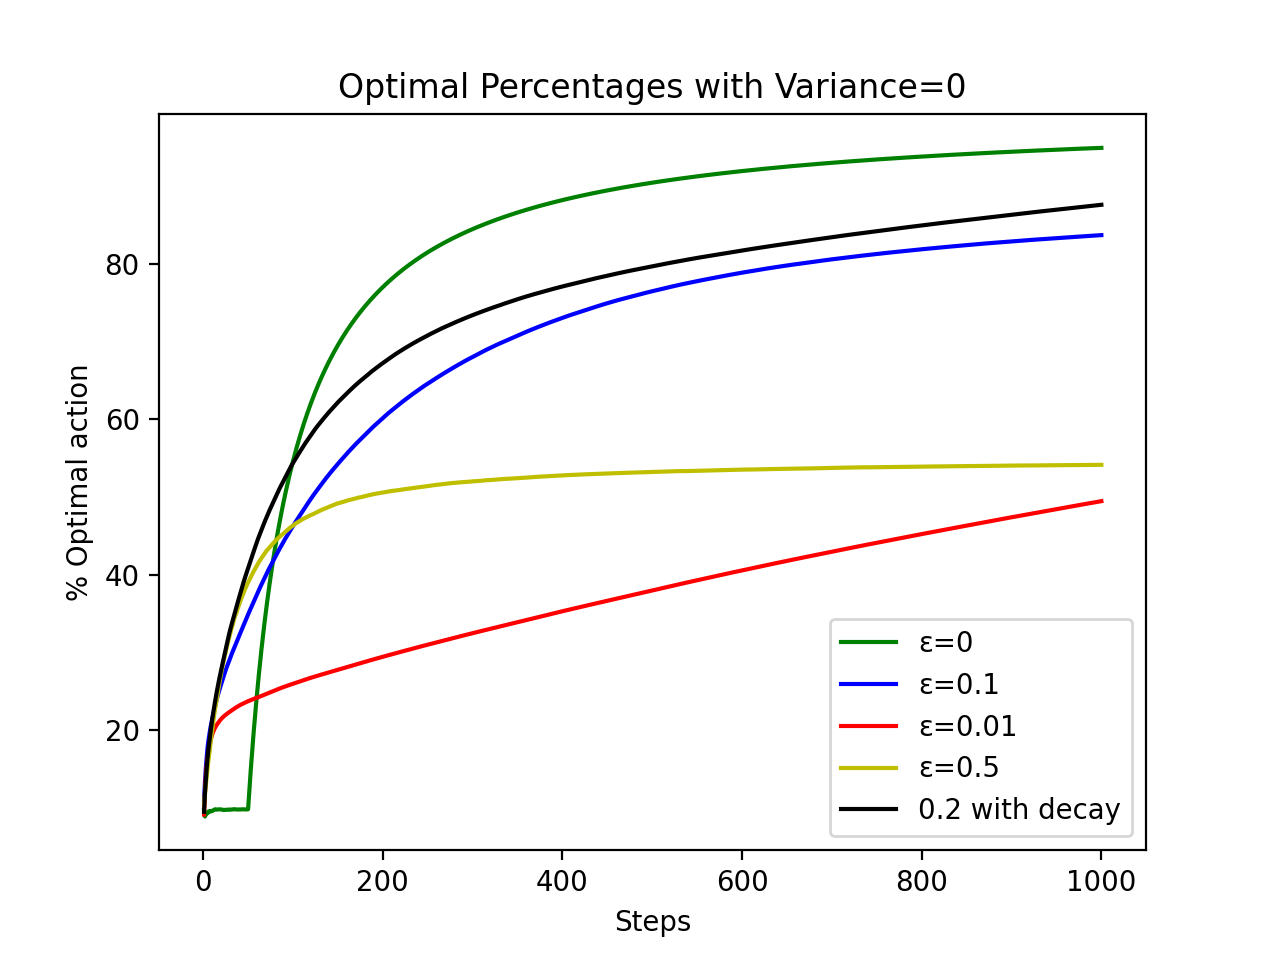 Optimal Percentages with Variance=0
% Optimal action
80
60
40
20
0
200
400
600
800
1000
Steps
ε=0
ε=0.1
ε=0.01
ε=0.5
0.2 with decay